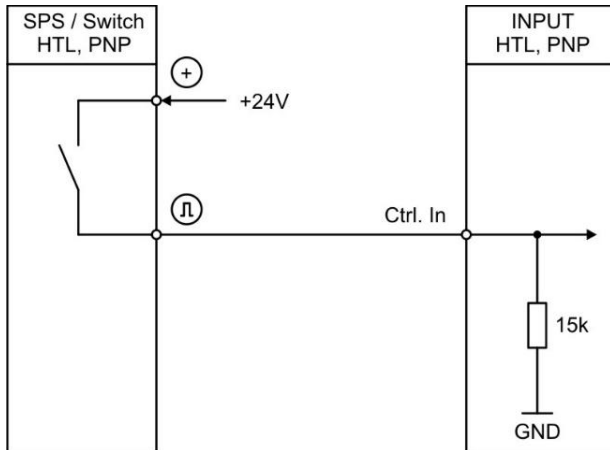 SPS / Switch
HTL, PNP
INPUT
HTL, PNP
+
+24V
Ctrl. In
15k
GND